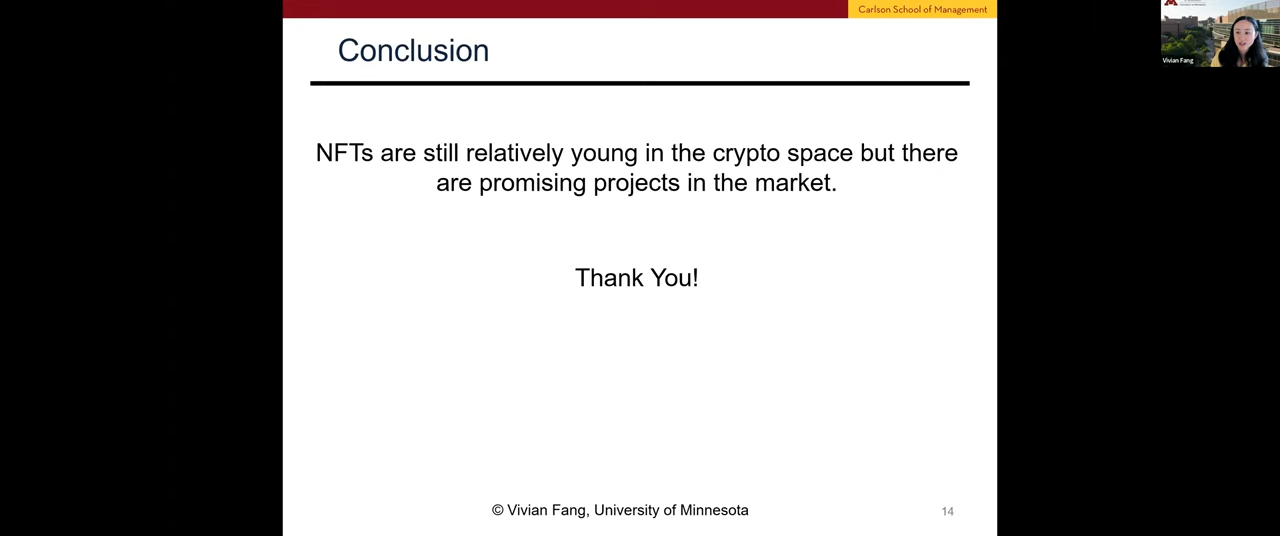 Carlson School of Management
Conclusion
NFTs are still relatively young in the crypto space but there
are promising projects in the market.
Thank You!
© Vivian Fang, University of Minnesota
14
Vivian Fang